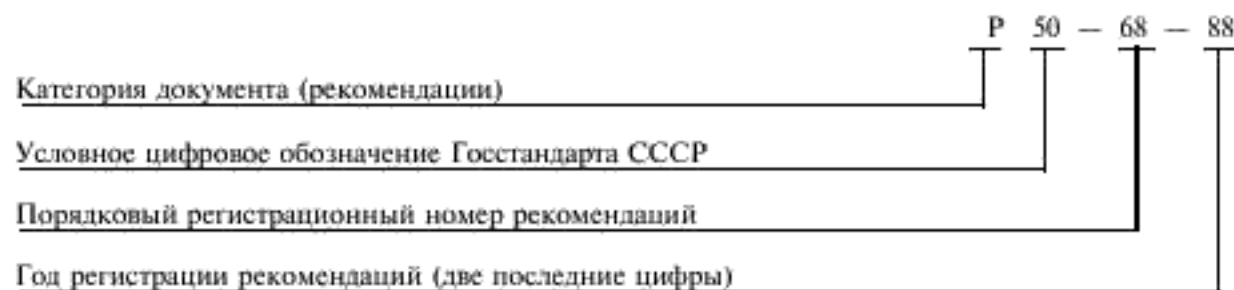 Р 50 — 68 — 88
Категория документа (рекомендации)
Условное цифровое обозначение Госстандарта СССР
Порядковый регистрационный номер рекомендаций
Год регистрации рекомендаций (две последние цифры)